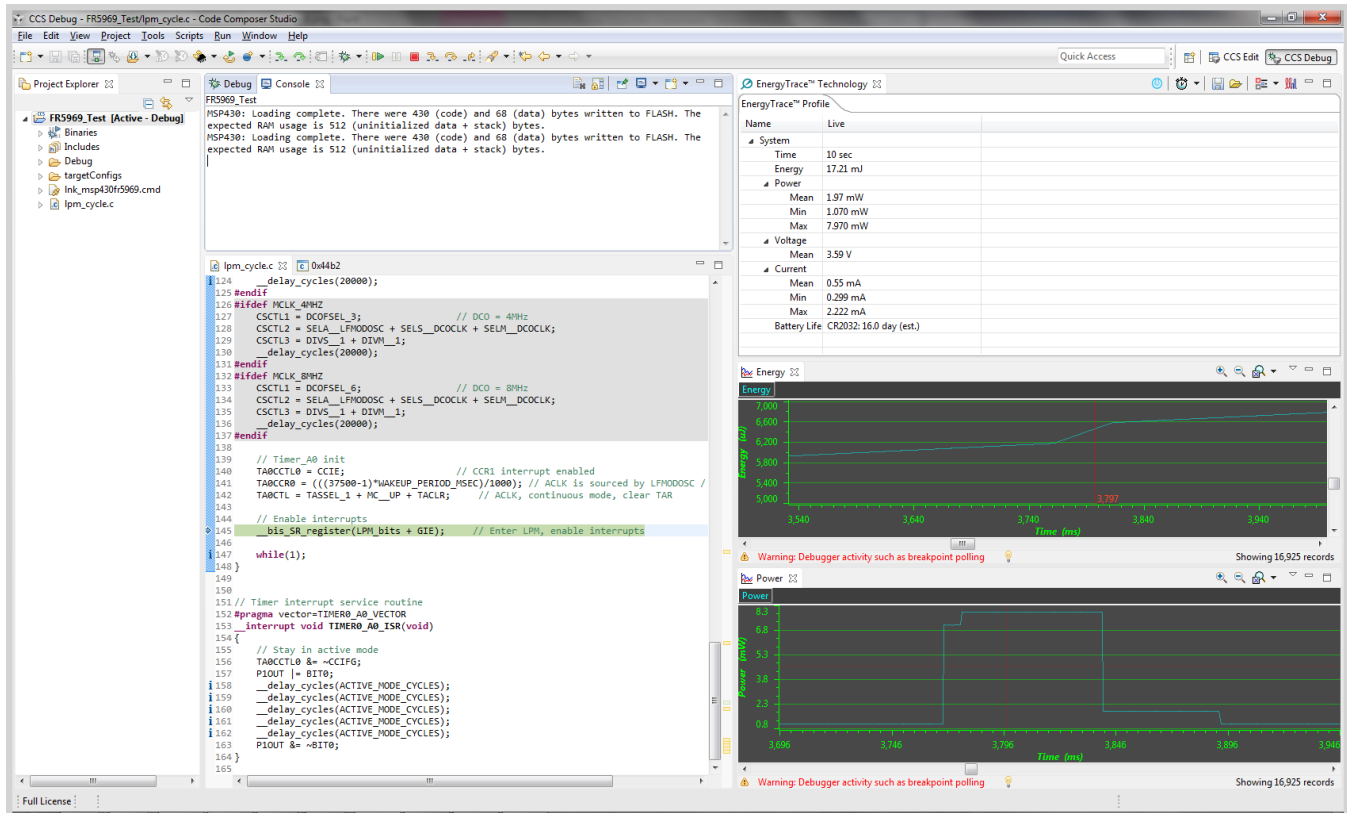 CCS Debug - FR5969_Test/lpm_cycle.c - Code Composer Studio
File Edit View Project Tools Scripts Run Window Help
Quick Access
CCS Edit
CCS Debug
Project Explorer
FR5969_Test [Active - Debug]
Binaries
Includes
Debug
targetConfigs
lnk_msp430fr5969.cmd
lpm_cycle.c
Debug Console
FR5969_Test
MSP430: Loading complete. There were 430 (code) and 68 (data) bytes written to FLASH. The
expected RAM usage is 512 (uninitialized data + stack) bytes.
MSP430: Loading complete. There were 430 (code) and 68 (data) bytes written to FLASH. The
expected RAM usage is 512 (uninitialized data + stack) bytes.
lpm_cycle.c 0x44b2
124 __delay_cycles(20000);
125 #endif
126 #ifdef MCLK_4MHZ
127 CSCTL1 = DCOFSEL_3; // DCO = 4MHz
128 CSCTL2 = SELA__LFMODOSC + SELS__DCOCLK + SELM__DCOCLK;
129 CSCTL3 = DIVS__1 + DIVM__1;
130 __delay_cycles(20000);
131 #endif
132 #ifdef MCLK_8MHZ
133 CSCTL1 = DCOFSEL_6; // DCO = 8MHz
134 CSCTL2 = SELA__LFMODOSC + SELS__DCOCLK + SELM__DCOCLK;
135 CSCTL3 = DIVS__1 + DIVM__1;
136 __delay_cycles(20000);
137 #endif
138
139 // Timer_A0 init
140 TA0CCTL0 = CCIE; // CCR1 interrupt enabled
141 TA0CCR0 = (((37500-1)*WAKEUP_PERIOD_MSEC)/1000); // ACLK is sourced by LFMODOSC /
142 TA0CTL = TASSEL_1 + MC__UP + TACLR; // ACLK, continuous mode, clear TAR
143
144 // Enable interrupts
145 __bis_SR_register(LPM_bits + GIE); // Enter LPM, enable interrupts
146
147 while(1);
148 }
149
150
151 // Timer interrupt service routine
152 #pragma vector=TIMER0_A0_VECTOR
153 __interrupt void TIMER0_A0_ISR(void)
154 {
155 // Stay in active mode
156 TA0CCTL0 &= ~CCIFG;
157 P1OUT |= BIT0;
158 __delay_cycles(ACTIVE_MODE_CYCLES);
159 __delay_cycles(ACTIVE_MODE_CYCLES);
160 __delay_cycles(ACTIVE_MODE_CYCLES);
161 __delay_cycles(ACTIVE_MODE_CYCLES);
162 __delay_cycles(ACTIVE_MODE_CYCLES);
163 P1OUT &= ~BIT0;
164 }
165
EnergyTrace™ Technology
EnergyTrace™ Profile
Name Live
System
Time 10 sec
Energy 17.21 mJ
Power
Mean 1.97 mW
Min 1.070 mW
Max 7.970 mW
Voltage
Mean 3.59 V
Current
Mean 0.55 mA
Min 0.299 mA
Max 2.222 mA
Battery Life CR2032: 16.0 day (est.)
Energy
Energy
7,000
6,600
6,200
5,800
5,400
5,000
Energy (uJ)
3,797
3,540 3,640 3,740 3,840 3,940
Time (ms)
Warning: Debugger activity such as breakpoint polling
Showing 16,925 records
Power
Power
8.3
6.8
5.3
3.8
2.3
0.8
Power (mW)
3,696 3,746 3,796 3,846 3,896 3,946
Time (ms)
Warning: Debugger activity such as breakpoint polling
Showing 16,925 records
Full License